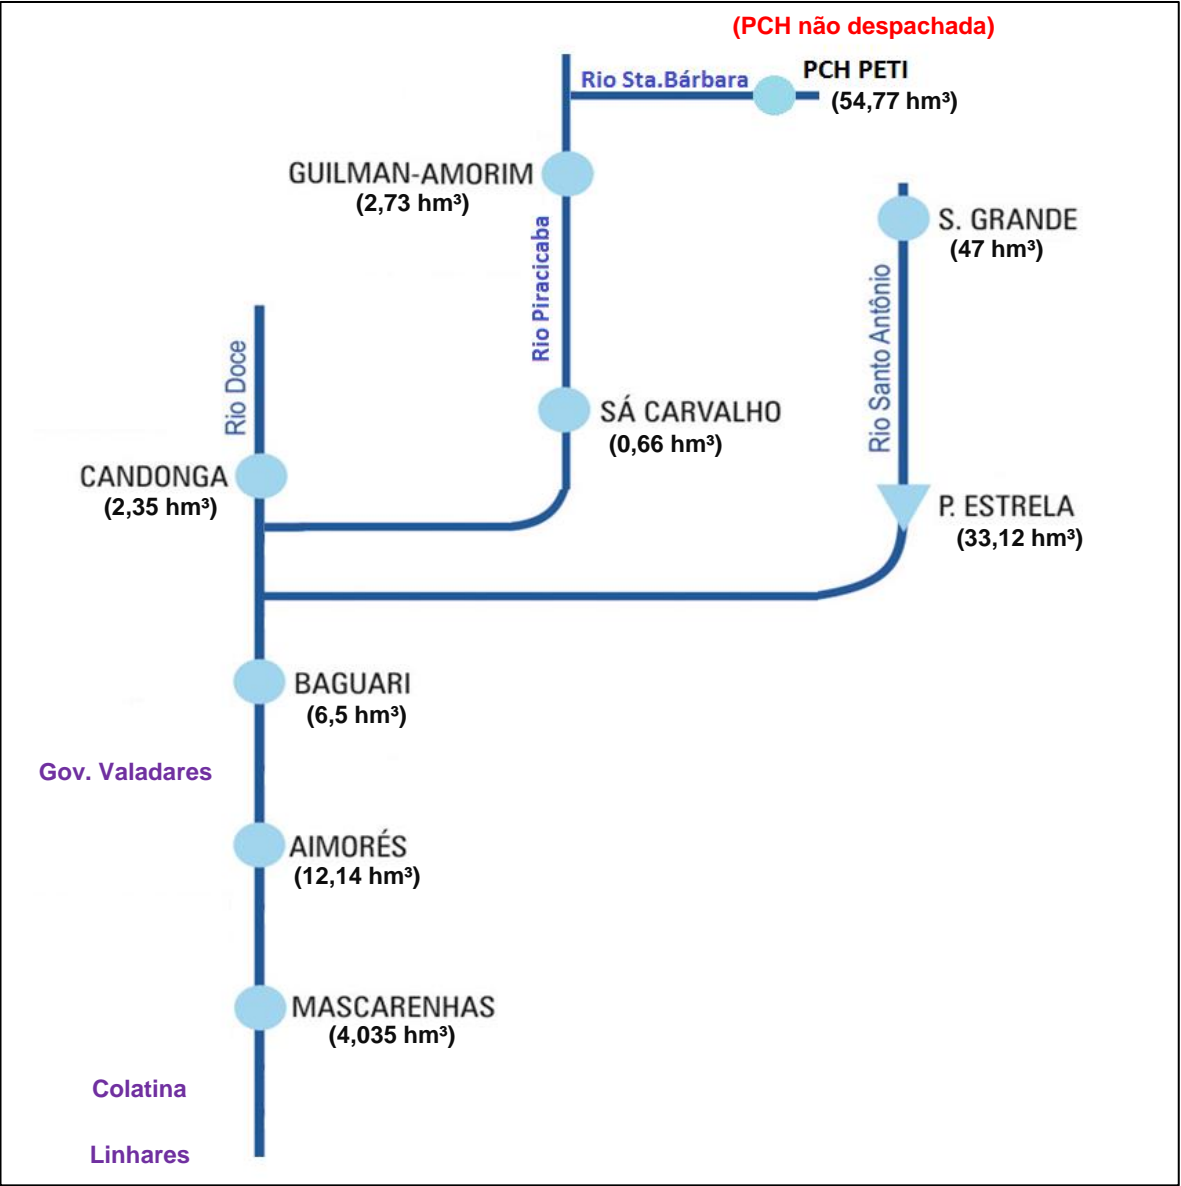 (PCH não despachada)
PCH PETI
Rio Sta.Bárbara
(54,77 hm³)
GUILMAN-AMORIM
(2,73 hm³)
S. GRANDE
(47 hm³)
Rio Piracicaba
Rio Santo Antônio
Rio Doce
SÁ CARVALHO
(0,66 hm³)
CANDONGA
(2,35 hm³)
P. ESTRELA
(33,12 hm³)
BAGUARI
(6,5 hm³)
Gov. Valadares
AIMORÉS
(12,14 hm³)
MASCARENHAS
(4,035 hm³)
Colatina
Linhares